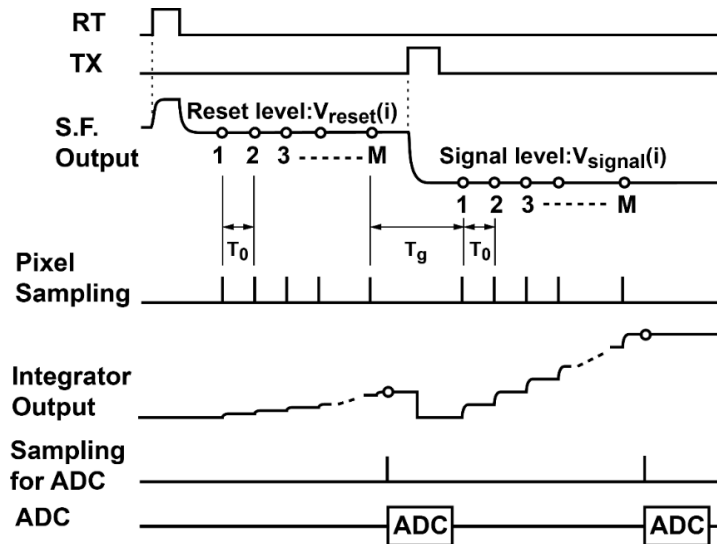 RT
TX
S.F.
Output
Reset level:Vreset(i)
1 2 3 M
Signal level:Vsignal(i)
1 2 3 M
T0
Tg
T0
Pixel
Sampling
Integrator
Output
Sampling
for ADC
ADC
ADC
ADC